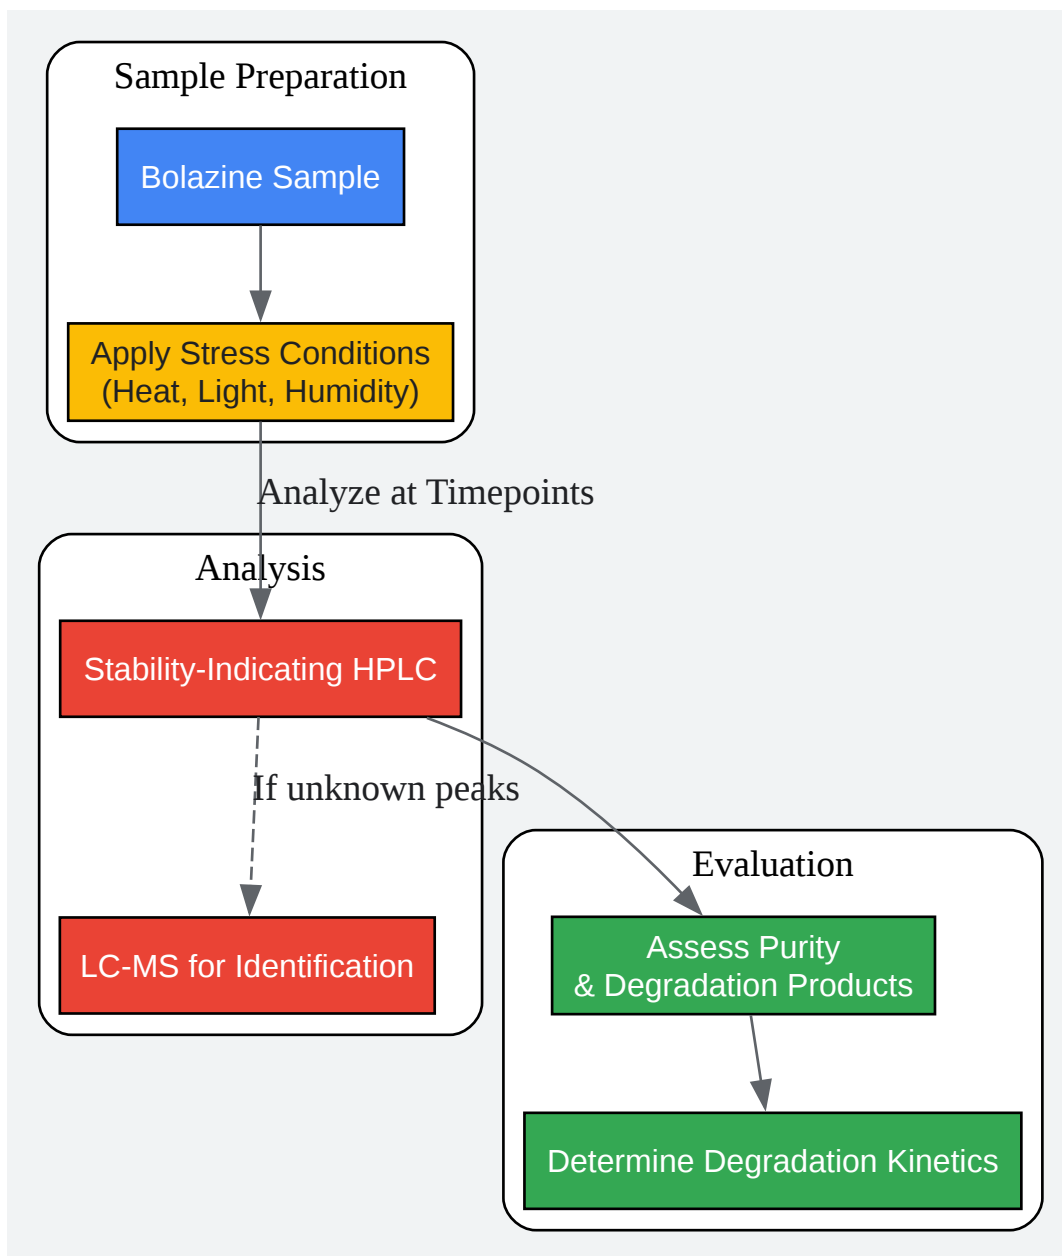 Sample Preparation
Bolazine Sample
Apply Stress Conditions
(Heat, Light, Humidity)
Analyze at Timepoints
Analysis
Stability-Indicating HPLC
If unknown peaks
LC-MS for Identification
Evaluation
Assess Purity
& Degradation Products
Determine Degradation Kinetics